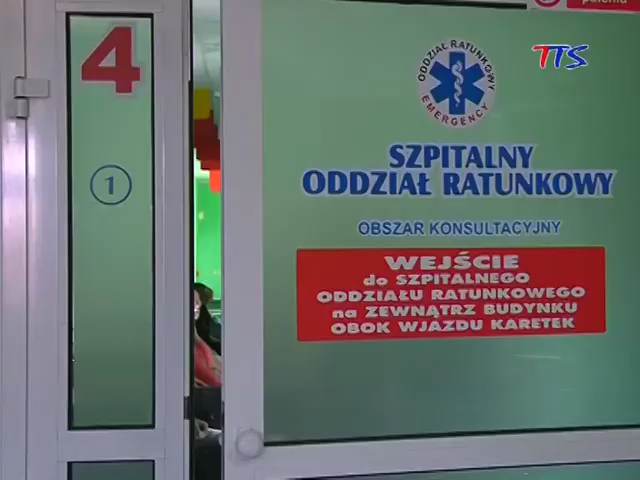 palenia
4
TTS
ODDZIAŁ RATUNKOWY
EMERGENCY
1
SZPITALNY
ODDZIAŁ RATUNKOWY
OBSZAR KONSULTACYJNY
WEJŚCIE
do SZPITALNEGO
ODDZIAŁU RATUNKOWEGO
na ZEWNĄTRZ BUDYNKU
OBOK WJAZDU KARETEK